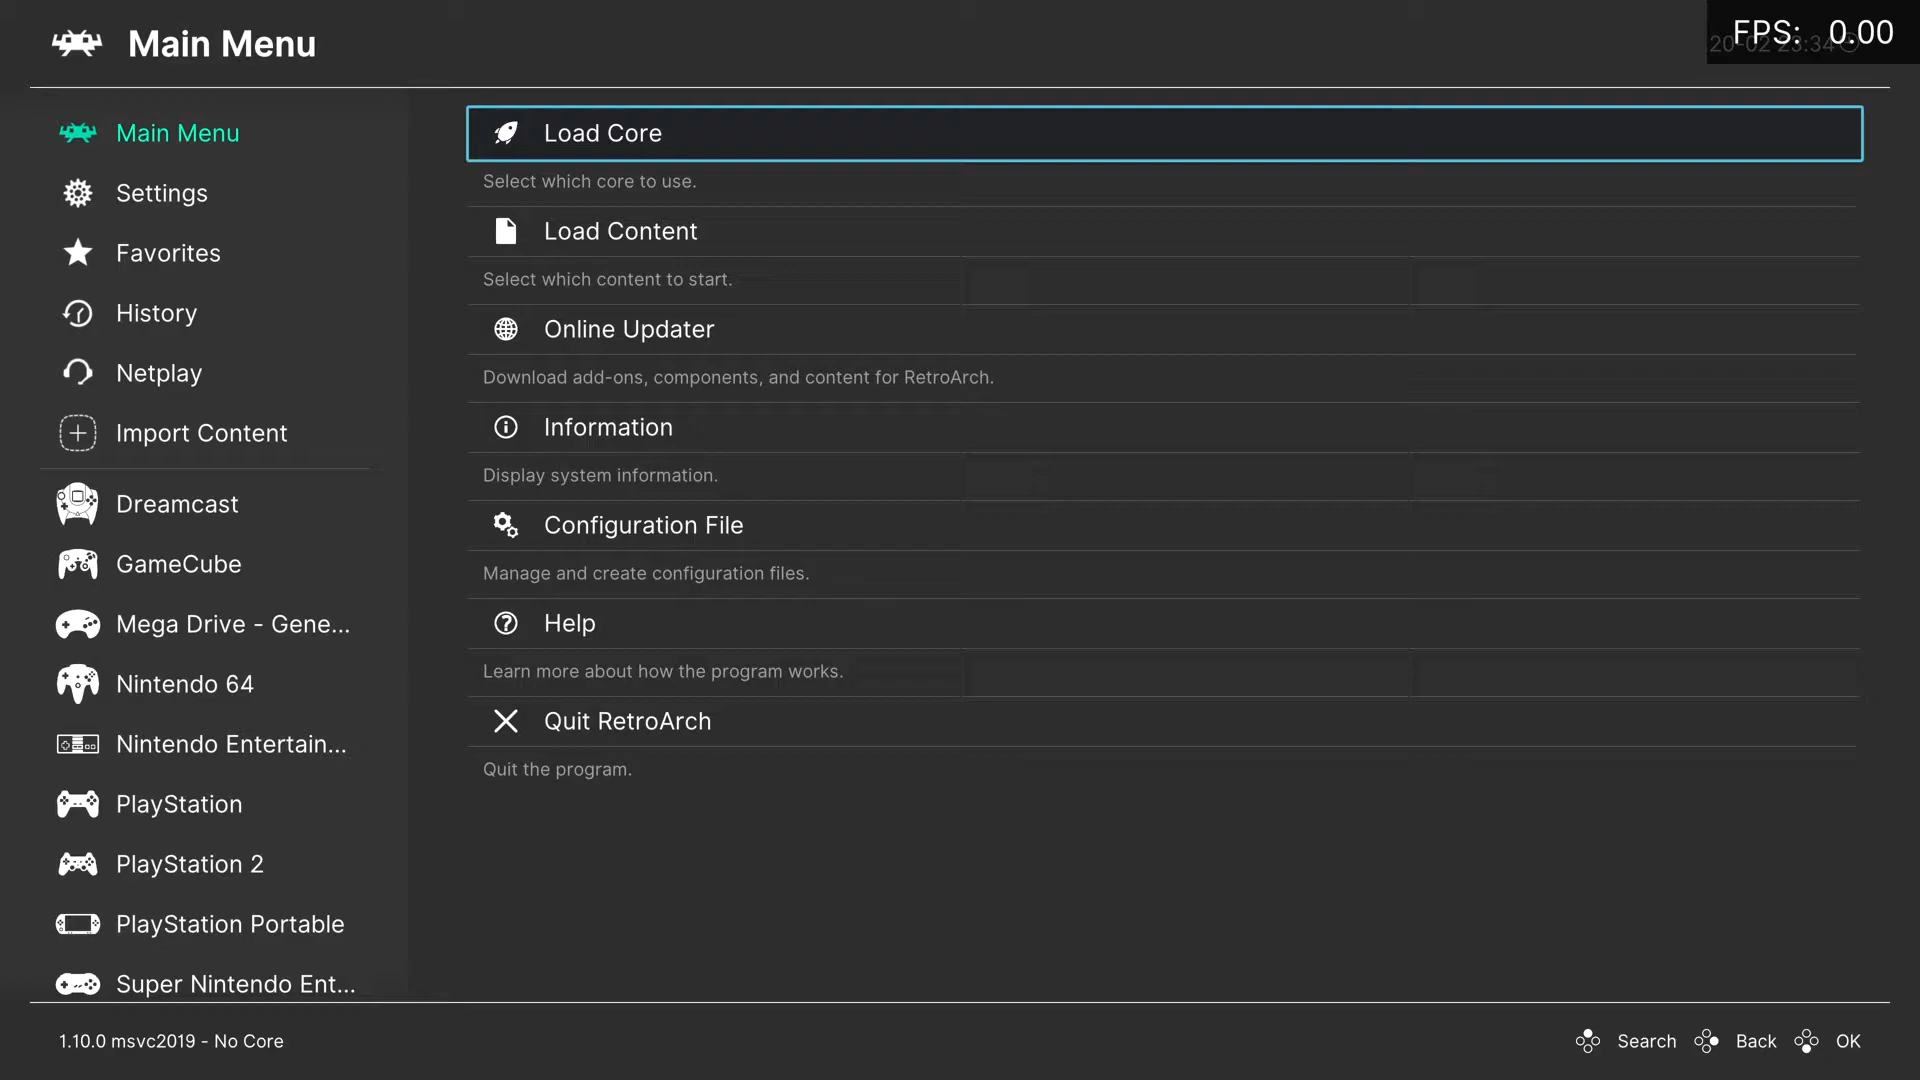 Main Menu
FPS: 0.00
20-02 23:34
Main Menu
Settings
Favorites
History
Netplay
Import Content
Dreamcast
GameCube
Mega Drive - Gene...
Nintendo 64
Nintendo Entertain...
PlayStation
PlayStation 2
PlayStation Portable
Super Nintendo Ent...
Load Core
Select which core to use.
Load Content
Select which content to start.
Online Updater
Download add-ons, components, and content for RetroArch.
Information
Display system information.
Configuration File
Manage and create configuration files.
Help
Learn more about how the program works.
Quit RetroArch
Quit the program.
1.10.0 msvc2019 - No Core
Search Back OK